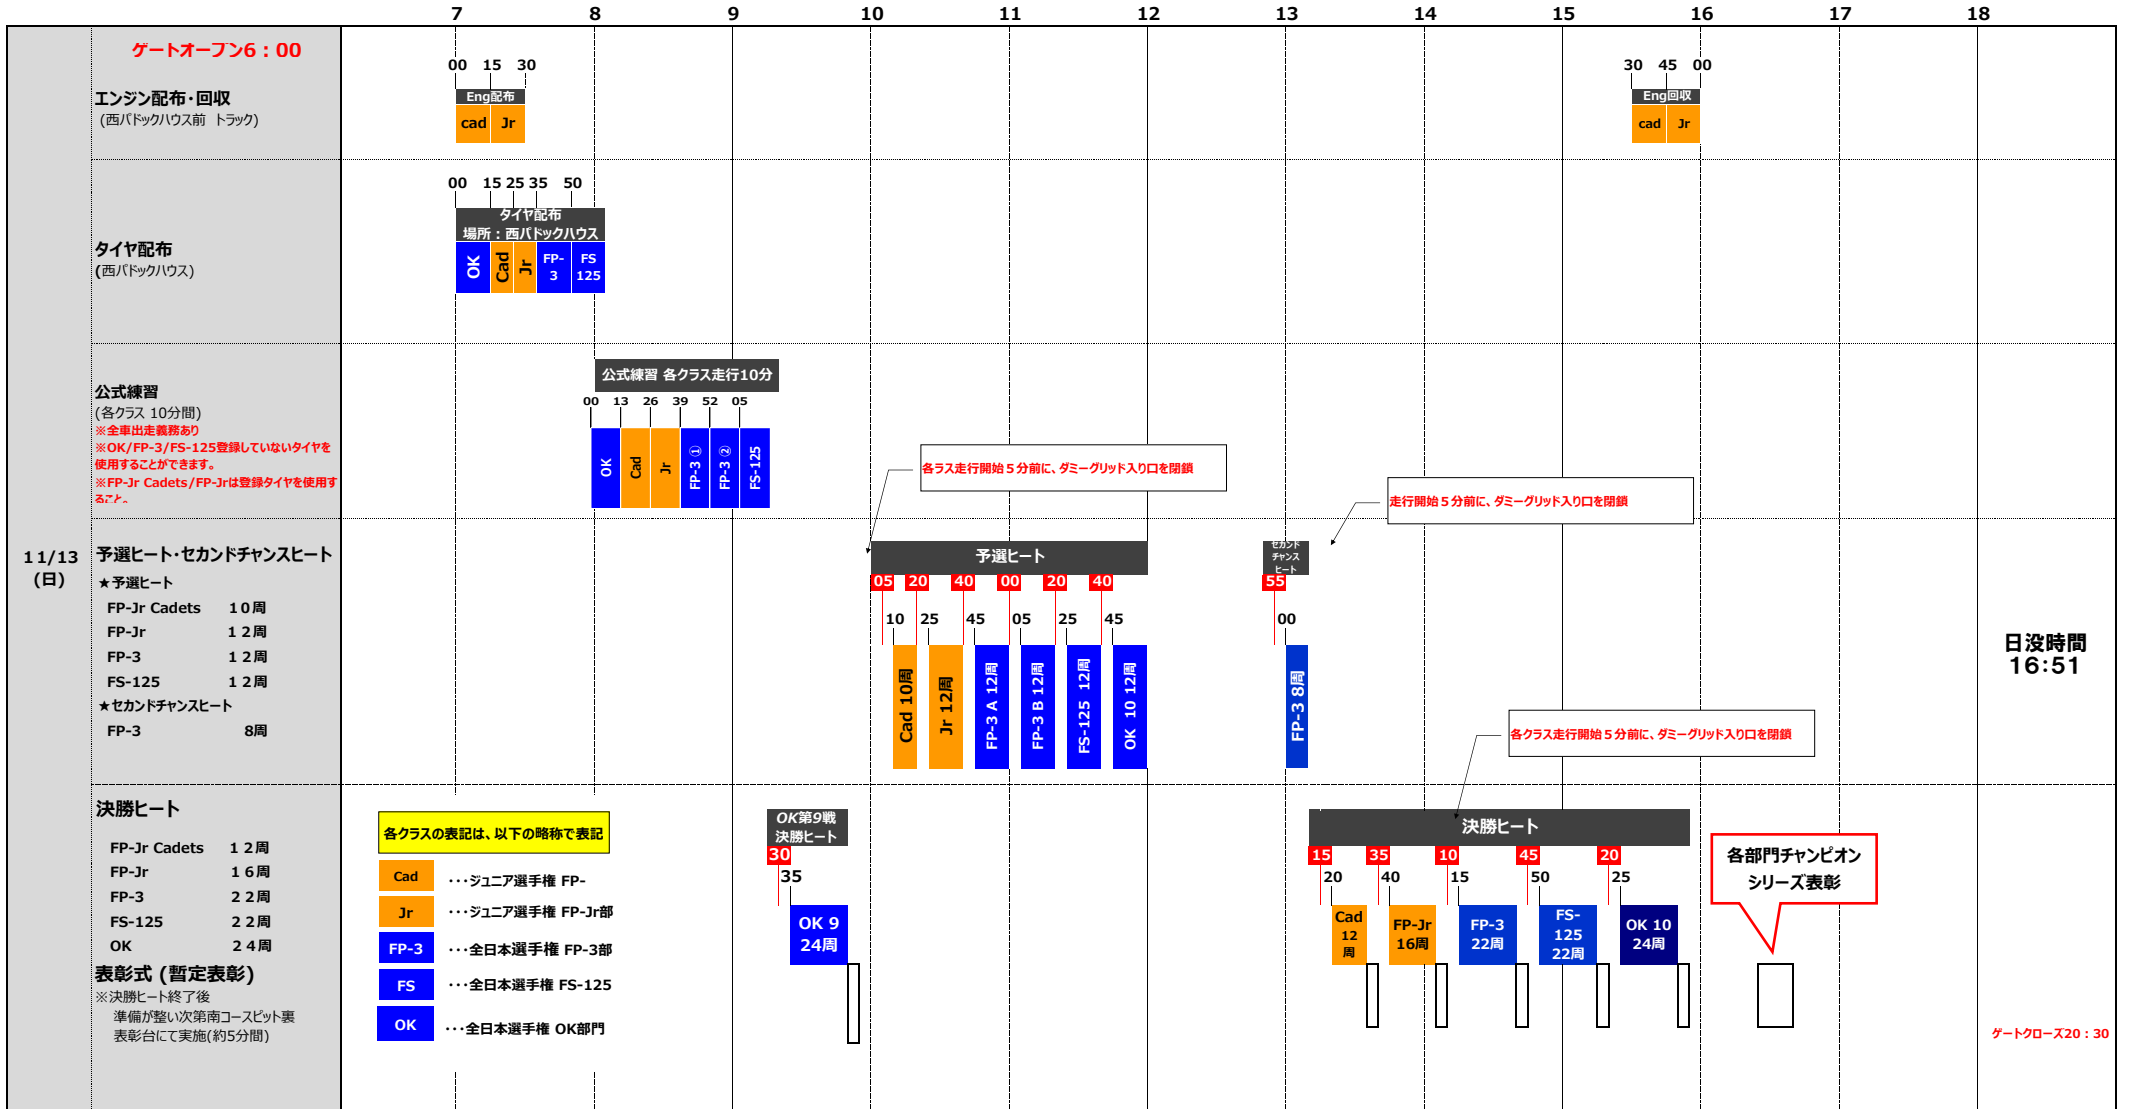 7 8 9 10 11 12 13 14 15 16 17 18
ゲートオープン6：00
00 15 30
30 45 00
エンジン配布・回収
(西パドックハウス前　トラック)
Eng配布
cad Jr
Eng回収
cad Jr
00 15 25 35 50
タイヤ配布
場所：西パドックハウス
タイヤ配布
(西パドックハウス)
OK Cad Jr FP-3 FS 125
公式練習 各クラス走行10分
公式練習
(各クラス 10分間)
※全車出走義務あり
※OK/FP-3/FS-125登録していないタイヤを
使用することができます。
※FP-Jr Cadets/FP-Jrは登録タイヤを使用す
ること。
00 13 26 39 52 05
OK Cad Jr FP-3 ① FP-3 ② FS-125
各ラス走行開始５分前に、ダミーグリッド入り口を閉鎖
走行開始５分前に、ダミーグリッド入り口を閉鎖
11/13
(日)
予選ヒート・セカンドチャンスヒート
★予選ヒート
FP-Jr Cadets １０周
FP-Jr １２周
FP-3 １２周
FS-125 １２周
★セカンドチャンスヒート
FP-3 8周
予選ヒート
05 20 40 00 20 40
10 25 45 05 25 45
Cad 10周
Jr 12周
FP-3 A 12周
FP-3 B 12周
FS-125 12周
OK 10 12周
セカンド
チャンス
ヒート
55
00
FP-3 8周
日没時間
16:51
各クラス走行開始５分前に、ダミーグリッド入り口を閉鎖
決勝ヒート
FP-Jr Cadets １２周
FP-Jr １６周
FP-3 ２２周
FS-125 ２２周
OK ２４周
表彰式 (暫定表彰)
※決勝ヒート終了後
準備が整い次第南コースピット裏
表彰台にて実施(約5分間)
各クラスの表記は、以下の略称で表記
Cad ･･･ジュニア選手権 FP-
Jr ･･･ジュニア選手権 FP-Jr部
FP-3 ･･･全日本選手権 FP-3部
FS ･･･全日本選手権 FS-125
OK ･･･全日本選手権 OK部門
OK第9戦
決勝ヒート
30
35
OK 9
24周
決勝ヒート
15 35 10 45 20
20 40 15 50 25
Cad
12
周
FP-Jr
16周
FP-3
22周
FS-
125
22周
OK 10
24周
各部門チャンピオン
シリーズ表彰
ゲートクローズ20：30